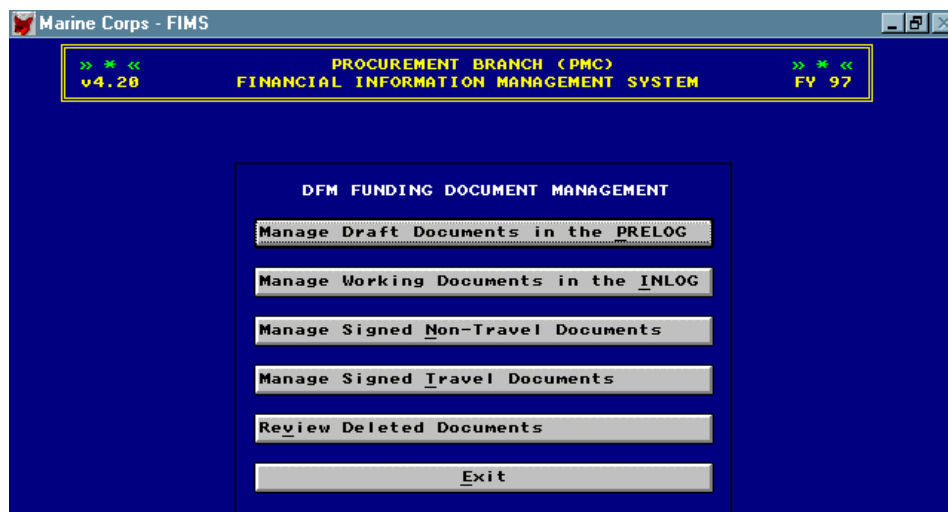 Marine Corps - FIMS
» * « PROCUREMENT BRANCH (PMC) » * «
v4.20 FINANCIAL INFORMATION MANAGEMENT SYSTEM FY 97
DFM FUNDING DOCUMENT MANAGEMENT
Manage Draft Documents in the PRELOG
Manage Working Documents in the INLOG
Manage Signed Non-Travel Documents
Manage Signed Travel Documents
Review Deleted Documents
Exit